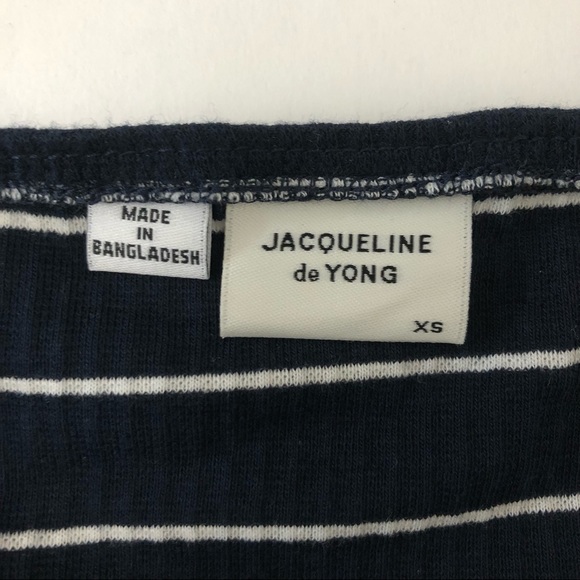 MADE
IN
BANGLADESH
JACQUELINE
de YONG
XS